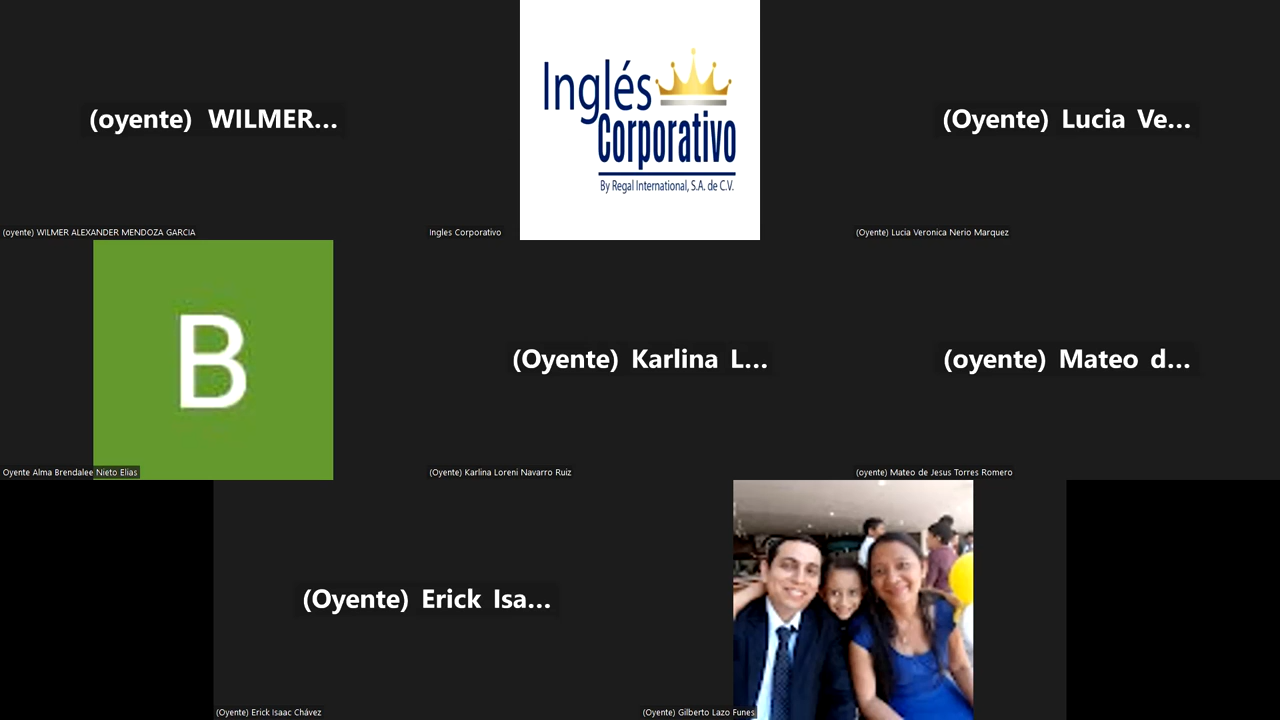 (oyente) WILMER...
Inglés
Corporativo
By Regal International, S.A. de C.V.
(Oyente) Lucia Ve...
(oyente) WILMER ALEXANDER MENDOZA GARCIA
Ingles Corporativo
(Oyente) Lucia Veronica Nerio Marquez
B
(Oyente) Karlina L...
(oyente) Mateo d...
Oyente Alma Brendalee Nieto Elias
(Oyente) Karlina Loreni Navarro Ruiz
(oyente) Mateo de Jesus Torres Romero
(Oyente) Erick Isa...
(Oyente) Erick Isaac Chávez
(Oyente) Gilberto Lazo Funes